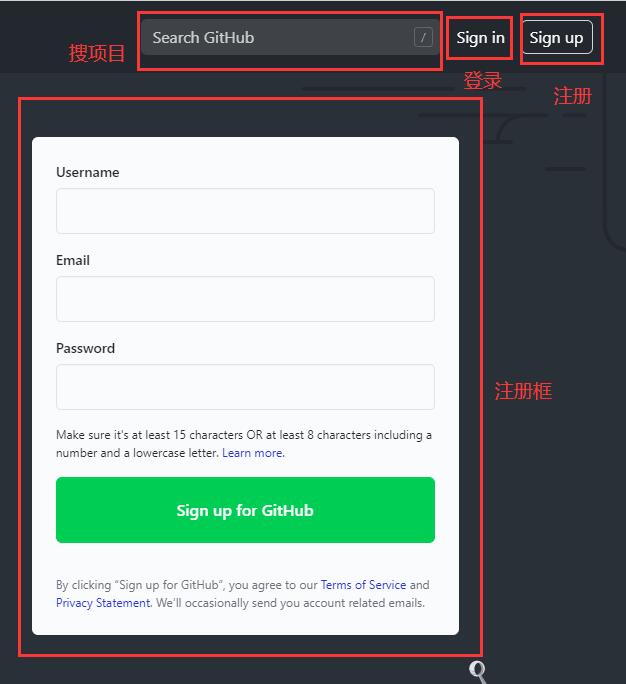 搜项目
Search GitHub
/
Sign in
Sign up
登录
注册
Username
Email
Password
注册框
Make sure it's at least 15 characters OR at least 8 characters including a
number and a lowercase letter. Learn more.
Sign up for GitHub
By clicking “Sign up for GitHub”, you agree to our Terms of Service and
Privacy Statement. We'll occasionally send you account related emails.